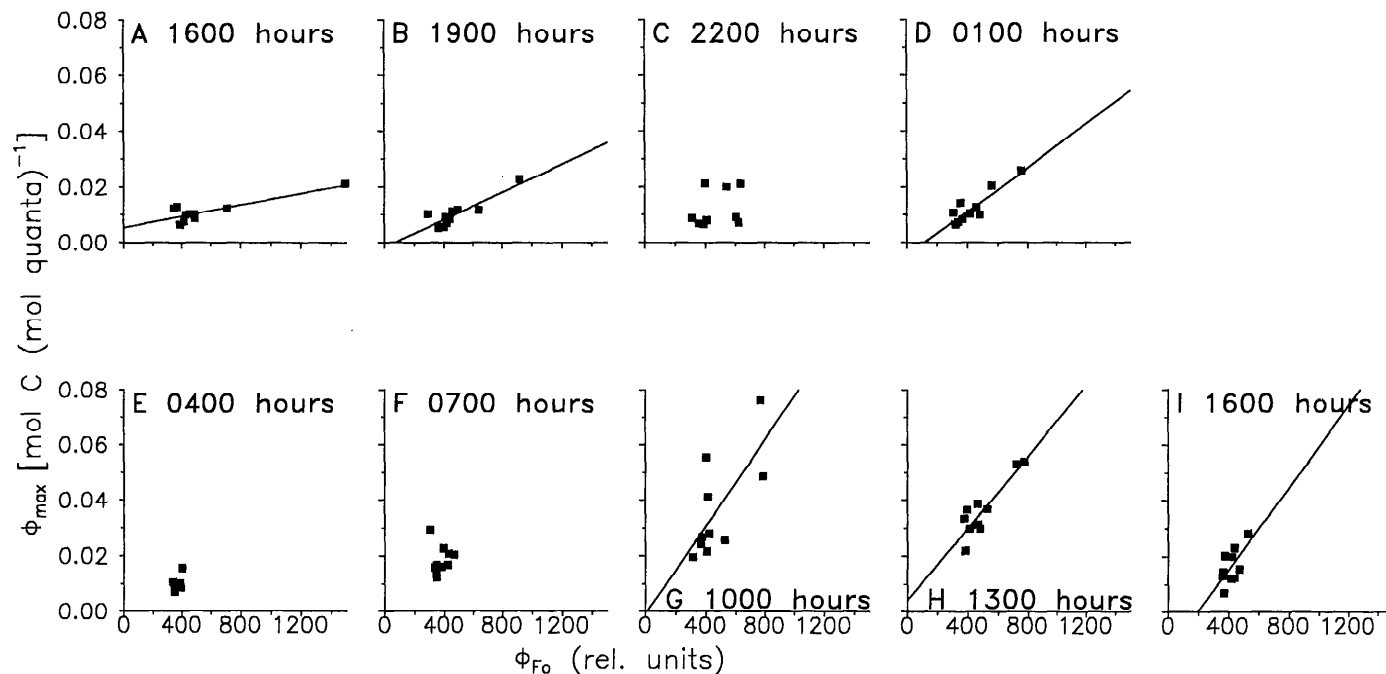 A 1600 hours
B 1900 hours
C 2200 hours
D 0100 hours
0.08
0.06
0.04
0.02
0.00
ϕmax [mol C (mol quanta)⁻¹]
E 0400 hours
F 0700 hours
G 1000 hours
H 1300 hours
I 1600 hours
0.08
0.06
0.04
0.02
0.00
0 400 800 1200
0 400 800 1200
0 400 800 1200
0 400 800 1200
0 400 800 1200
ϕFo (rel. units)